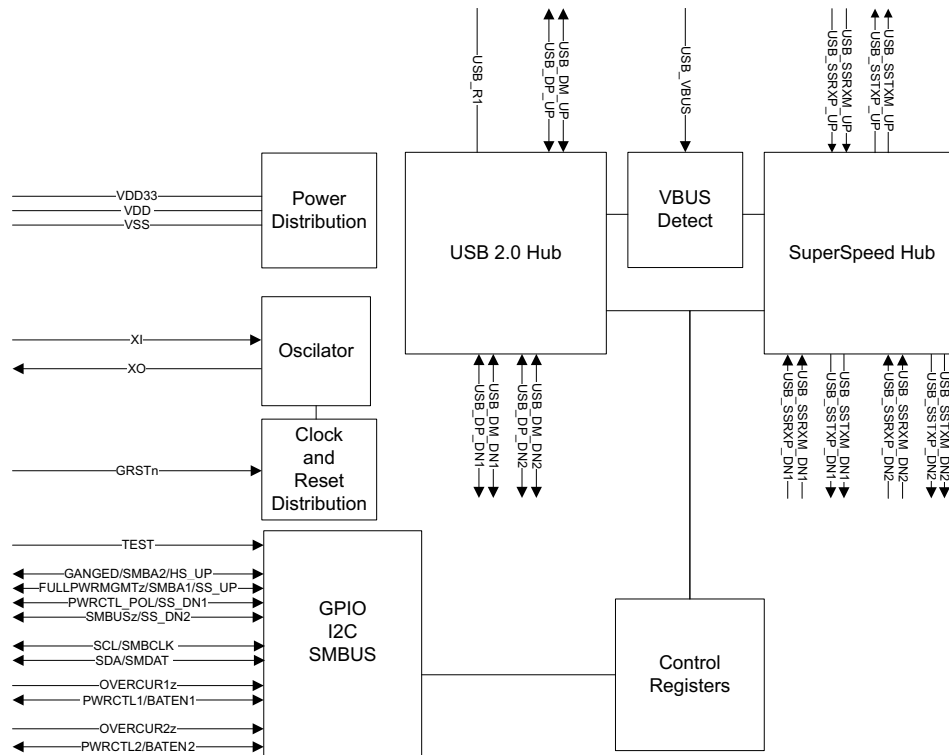 USB_R1
USB_DP_UP
USB_DM_UP
USB_VBUS
USB_SSRXP_UP
USB_SSRXM_UP
USB_SSTXP_UP
USB_SSTXM_UP
VDD33
VDD
VSS
Power
Distribution
USB 2.0 Hub
VBUS
Detect
SuperSpeed Hub
XI
XO
Oscilator
USB_DP_DN1
USB_DM_DN1
USB_DP_DN2
USB_DM_DN2
USB_SSRXP_DN1
USB_SSRXM_DN1
USB_SSTXP_DN1
USB_SSTXM_DN1
USB_SSRXP_DN2
USB_SSRXM_DN2
USB_SSTXP_DN2
USB_SSTXM_DN2
GRSTn
Clock
and
Reset
Distribution
TEST
GANGED/SMBA2/HS_UP
FULLPWRMGMTz/SMBA1/SS_UP
PWRCTL_POL/SS_DN1
SMBUSz/SS_DN2
SCL/SMBCLK
SDA/SMDAT
OVERCUR1z
PWRCTL1/BATEN1
OVERCUR2z
PWRCTL2/BATEN2
GPIO
I2C
SMBUS
Control
Registers